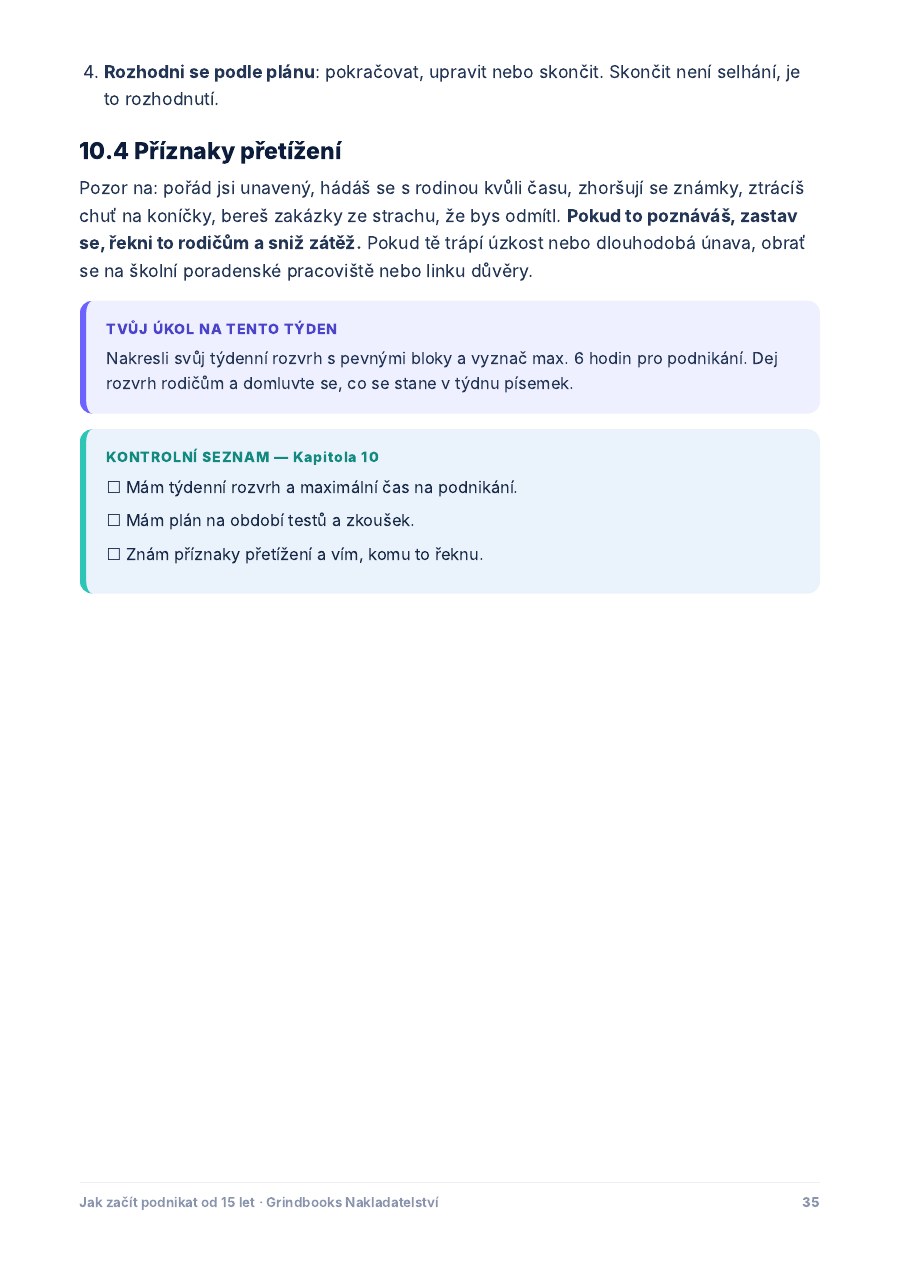 4. Rozhodni se podle plánu: pokračovat, upravit nebo skončit. Skončit není selhání, je
to rozhodnutí.
10.4 Příznaky přetížení
Pozor na: pořád jsi unavený, hádáš se s rodinou kvůli času, zhoršují se známky, ztrácíš
chuť na koníčky, bereš zakázky ze strachu, že bys odmítl. Pokud to poznáváš, zastav
se, řekni to rodičům a sniž zátěž. Pokud tě trápí úzkost nebo dlouhodobá únava, obrať
se na školní poradenské pracoviště nebo linku důvěry.
TVŮJ ÚKOL NA TENTO TÝDEN
Nakresli svůj týdenní rozvrh s pevnými bloky a vyznač max. 6 hodin pro podnikání. Dej
rozvrh rodičům a domluvte se, co se stane v týdnu písemek.
KONTROLNÍ SEZNAM — Kapitola 10
☐ Mám týdenní rozvrh a maximální čas na podnikání.
☐ Mám plán na období testů a zkoušek.
☐ Znám příznaky přetížení a vím, komu to řeknu.
Jak začít podnikat od 15 let · Grindbooks Nakladatelství 35